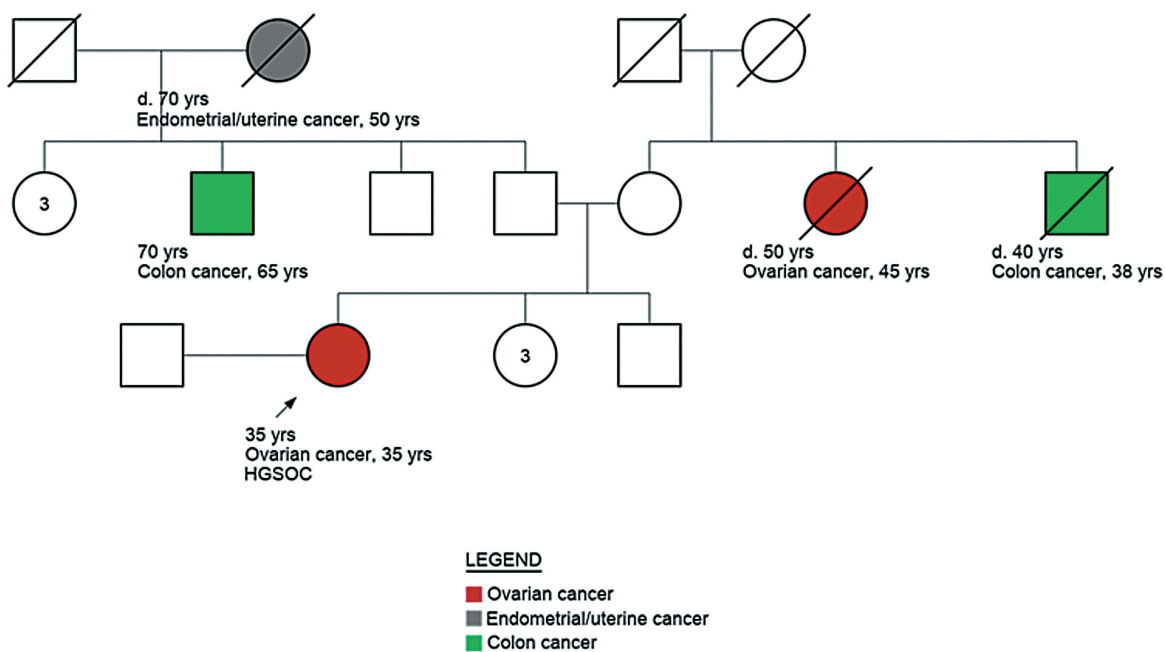 d. 70 yrs
Endometrial/uterine cancer, 50 yrs
3
70 yrs
Colon cancer, 65 yrs
d. 50 yrs
Ovarian cancer, 45 yrs
d. 40 yrs
Colon cancer, 38 yrs
3
35 yrs
Ovarian cancer, 35 yrs
HGSOC
LEGEND
Ovarian cancer
Endometrial/uterine cancer
Colon cancer